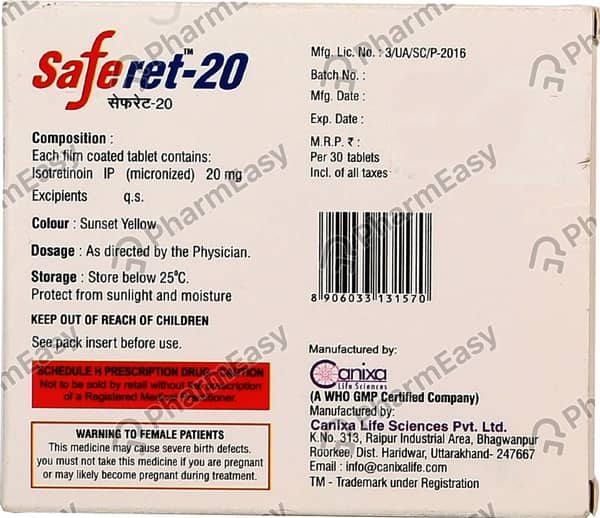 Saferet-20™
सेफरेट-20
Composition :
Each film coated tablet contains:
Isotretinoin IP (micronized) 20 mg
Excipients q.s.
Colour : Sunset Yellow
Dosage : As directed by the Physician.
Storage : Store below 25°C.
Protect from sunlight and moisture
KEEP OUT OF REACH OF CHILDREN
See pack insert before use.
SCHEDULE H PRESCRIPTION DRUG - CAUTION
Not to be sold by retail without the prescription
of a Registered Medical Practitioner.
WARNING TO FEMALE PATIENTS
This medicine may cause severe birth defects.
you must not take this medicine if you are pregnant
or may likely become pregnant during treatment.
Mfg. Lic. No. : 3/UA/SC/P-2016
Batch No. :
Mfg. Date :
Exp. Date :
M.R.P. ₹ :
Per 30 tablets
Incl. of all taxes
8 906033 131570
Manufactured by:
Canixa
Life Sciences
(A WHO GMP Certified Company)
Manufactured by:
Canixa Life Sciences Pvt. Ltd.
K.No. 313, Raipur Industrial Area, Bhagwanpur
Roorkee, Dist. Haridwar, Uttarakhand- 247667
Email : info@canixalife.com
TM - Trademark under Registration
PharmEasy